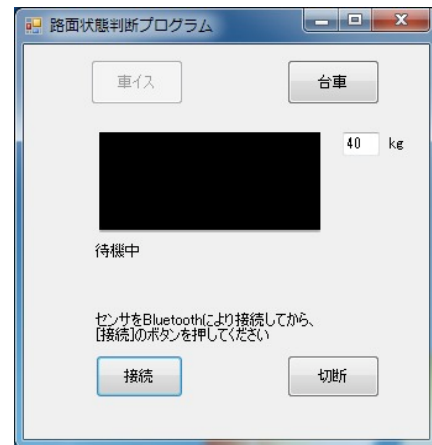 路面状態判断プログラム
車イス
台車
40 kg
待機中
センサをBluetoothにより接続してから、
[接続]のボタンを押してください
接続
切断